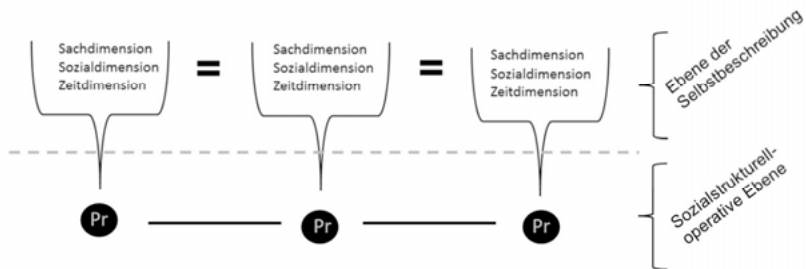 Sachdimension
Sozialdimension
Zeitdimension
=
Sachdimension
Sozialdimension
Zeitdimension
=
Sachdimension
Sozialdimension
Zeitdimension
Ebene der
Selbstbeschreibung
Pr
Pr
Pr
Sozialstrukturell-
operative Ebene